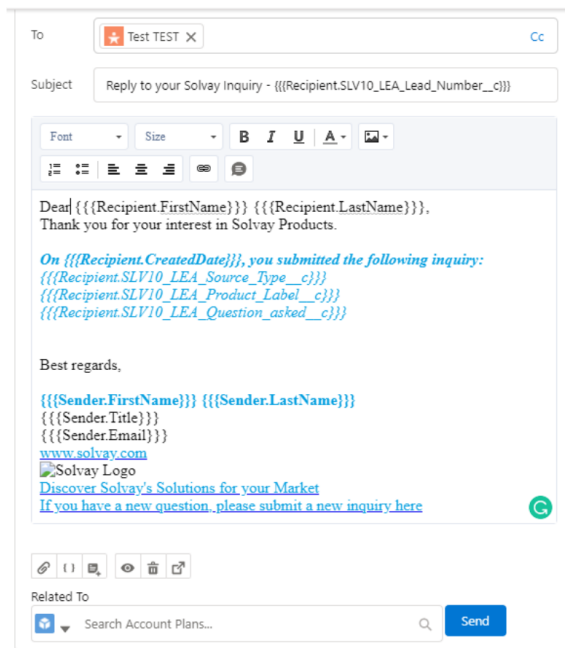 To
Test TEST
Cc
Subject
Reply to your Solvay Inquiry - {{{Recipient.SLV10_LEA_Lead_Number__c}}}
Font Size B I U A
Dear {{{Recipient.FirstName}}} {{{Recipient.LastName}}},
Thank you for your interest in Solvay Products.
On {{{Recipient.CreatedDate}}}, you submitted the following inquiry:
{{{Recipient.SLV10_LEA_Source_Type__c}}}
{{{Recipient.SLV10_LEA_Product_Label__c}}}
{{{Recipient.SLV10_LEA_Question_asked__c}}}
Best regards,
{{{Sender.FirstName}}} {{{Sender.LastName}}}
{{{Sender.Title}}}
{{{Sender.Email}}}
www.solvay.com
Solvay Logo
Discover Solvay's Solutions for your Market
If you have a new question, please submit a new inquiry here
Related To
Search Account Plans...
Send